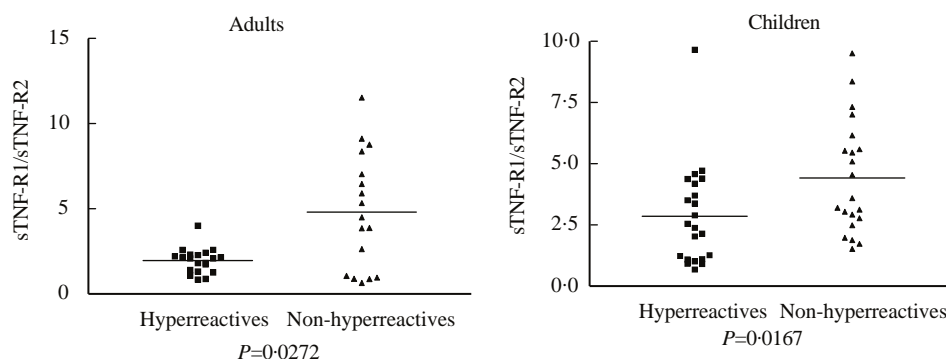 Adults
15
10
5
0
sTNF-R1/sTNF-R2
Hyperreactives Non-hyperreactives
P=0·0272
Children
10·0
7·5
5·0
2·5
0·0
sTNF-R1/sTNF-R2
Hyperreactives Non-hyperreactives
P=0·0167